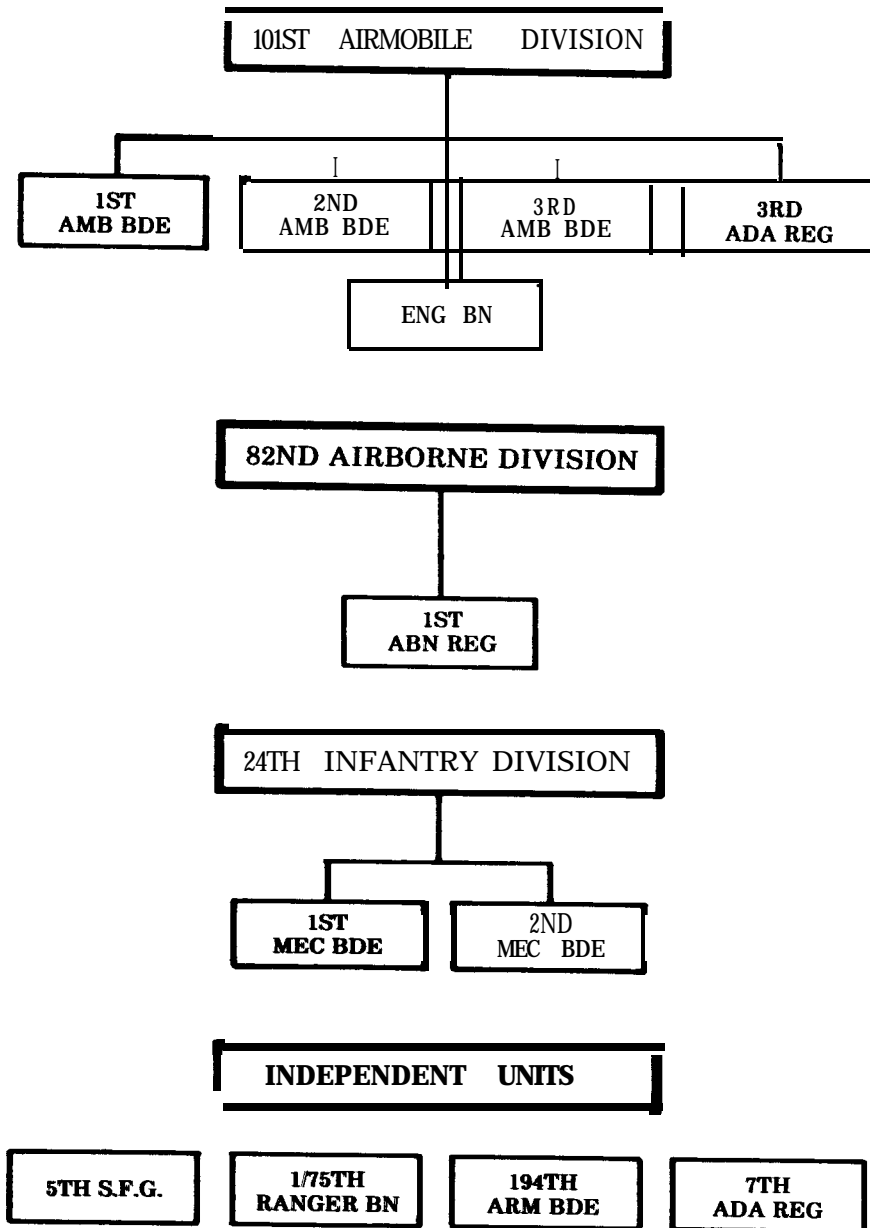 101ST AIRMOBILE DIVISION
1ST
AMB BDE
2ND
AMB BDE
3RD
AMB BDE
3RD
ADA REG
ENG BN
82ND AIRBORNE DIVISION
1ST
ABN REG
24TH INFANTRY DIVISION
1ST
MEC BDE
2ND
MEC BDE
INDEPENDENT UNITS
5TH S.F.G.
1/75TH
RANGER BN
194TH
ARM BDE
7TH
ADA REG